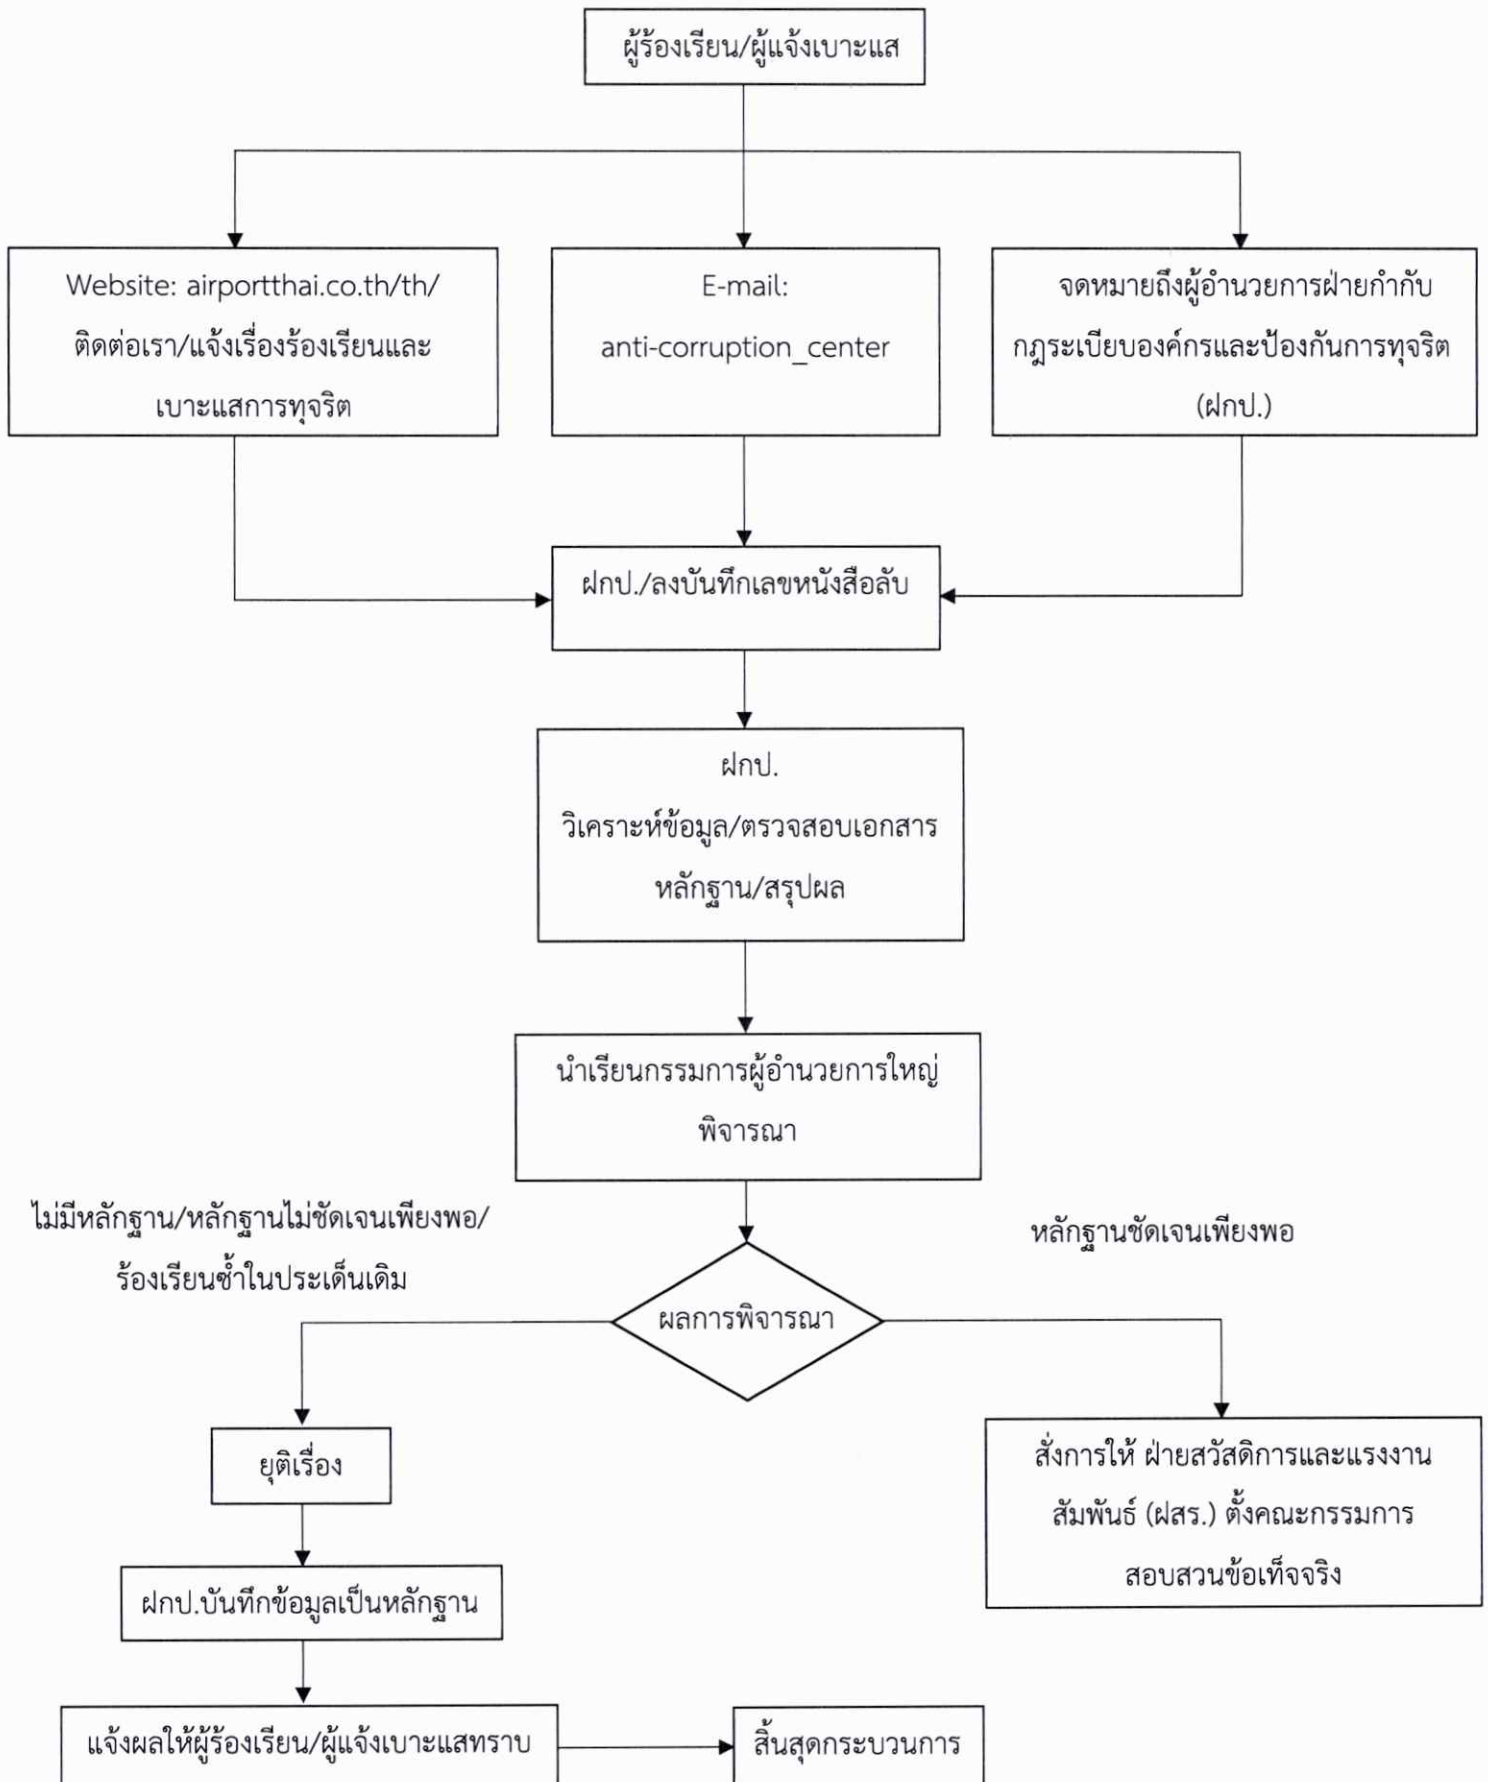 ผู้ร้องเรียน/ผู้แจ้งเบาะแส
Website: airportthai.co.th/th/
ติดต่อเรา/แจ้งเรื่องร้องเรียนและ
เบาะแสการทุจริต
E-mail:
anti-corruption_center
จดหมายถึงผู้อำนวยการฝ่ายกำกับ
กฎระเบียบองค์กรและป้องกันการทุจริต
(ฝกป.)
ฝกป./ลงบันทึกเลขหนังสือลับ
ฝกป.
วิเคราะห์ข้อมูล/ตรวจสอบเอกสาร
หลักฐาน/สรุปผล
นำเรียนกรรมการผู้อำนวยการใหญ่
พิจารณา
ไม่มีหลักฐาน/หลักฐานไม่ชัดเจนเพียงพอ/
ร้องเรียนซ้ำในประเด็นเดิม
หลักฐานชัดเจนเพียงพอ
ผลการพิจารณา
ยุติเรื่อง
สั่งการให้ ฝ่ายสวัสดิการและแรงงาน
สัมพันธ์ (ฝสร.) ตั้งคณะกรรมการ
สอบสวนข้อเท็จจริง
ฝกป.บันทึกข้อมูลเป็นหลักฐาน
แจ้งผลให้ผู้ร้องเรียน/ผู้แจ้งเบาะแสทราบ
สิ้นสุดกระบวนการ